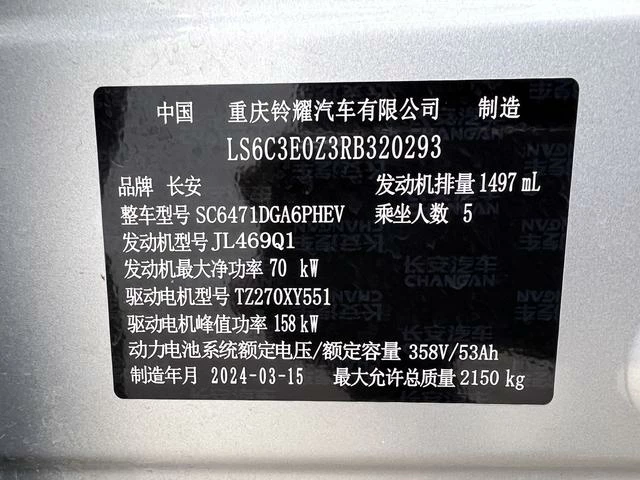 中国 重庆铃耀汽车有限公司 制造
LS6C3E0Z3RB320293
品牌 长安 发动机排量 1497 mL
整车型号 SC6471DGA6PHEV 乘坐人数 5
发动机型号 JL469Q1
发动机最大净功率 70 kW
驱动电机型号 TZ270XY551
驱动电机峰值功率 158 kW
动力电池系统额定电压/额定容量 358V/53Ah
制造年月 2024-03-15 最大允许总质量 2150 kg
长安汽车
CHANGAN